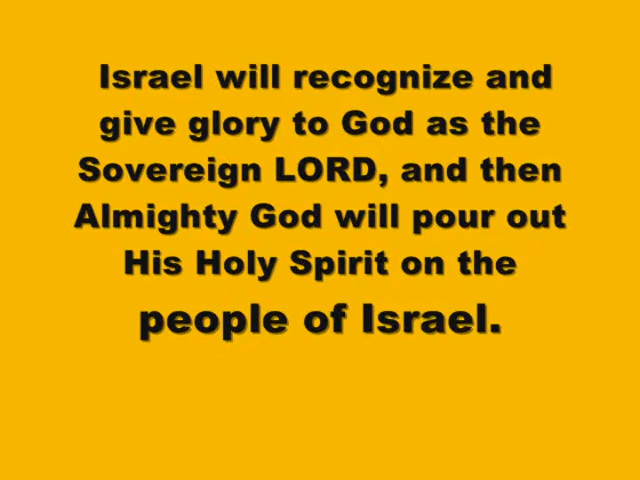 Israel will recognize and
give glory to God as the
Sovereign LORD, and then
Almighty God will pour out
His Holy Spirit on the
people of Israel.